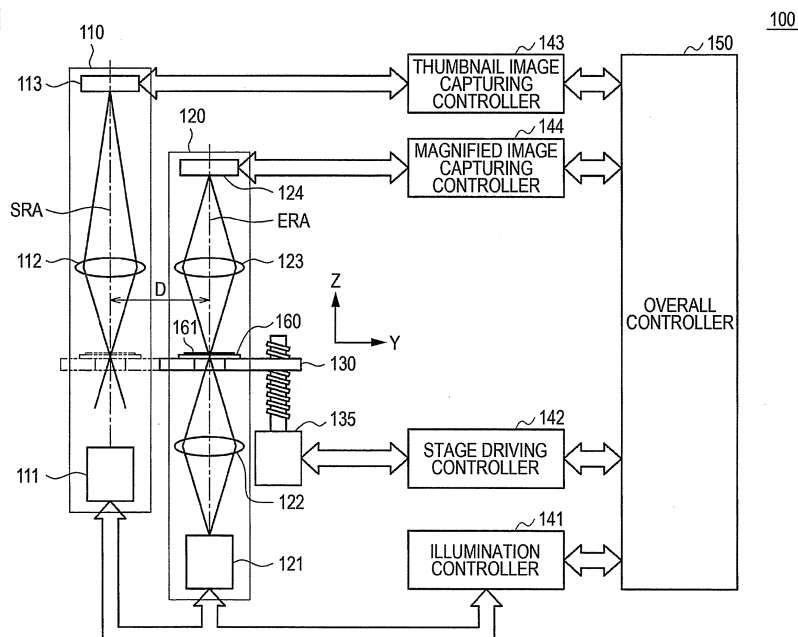 100
110
113
THUMBNAIL IMAGE
CAPTURING
CONTROLLER
143
150
120
124
MAGNIFIED IMAGE
CAPTURING
CONTROLLER
144
SRA
ERA
112
123
D
Z
Y
161
160
130
OVERALL
CONTROLLER
135
STAGE DRIVING
CONTROLLER
142
111
122
121
ILLUMINATION
CONTROLLER
141